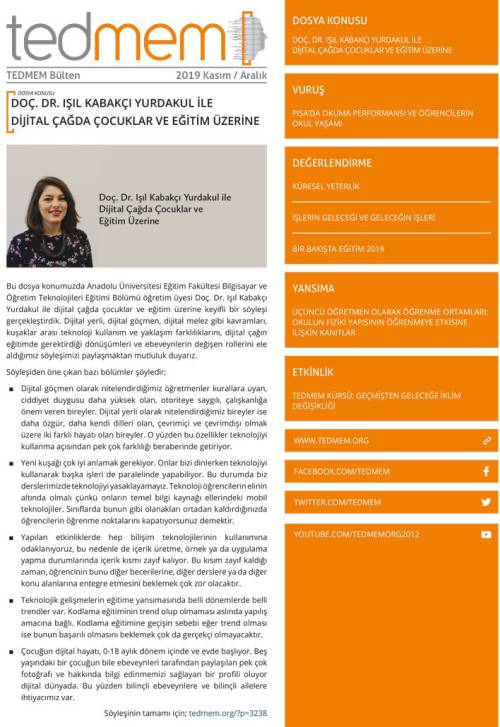 tedmem
TEDMEM Bülten 2019 Kasım / Aralık
DOSYA KONUSU
DOÇ. DR. IŞIL KABAKÇI YURDAKUL İLE
DİJİTAL ÇAĞDA ÇOCUKLAR VE EĞİTİM ÜZERİNE
Doç. Dr. Işıl Kabakçı Yurdakul ile
Dijital Çağda Çocuklar ve
Eğitim Üzerine
Bu dosya konumuzda Anadolu Üniversitesi Eğitim Fakültesi Bilgisayar ve
Öğretim Teknolojileri Eğitimi Bölümü öğretim üyesi Doç. Dr. Işıl Kabakçı
Yurdakul ile dijital çağda çocuklar ve eğitim üzerine keyifli bir söyleşi
gerçekleştirdik. Dijital yerli, dijital göçmen, dijital melez gibi kavramları,
kuşaklar arası teknoloji kullanım ve yaklaşım farklılıklarını, dijital çağın
eğitimde gerektirdiği dönüşümleri ve ebeveynlerin değişen rollerini ele
aldığımız söyleşimizi paylaşmaktan mutluluk duyarız.
Söyleşiden öne çıkan bazı bölümler şöyledir;
■ Dijital göçmen olarak nitelendirdiğimiz öğretmenler kurallara uyan,
ciddiyet duygusu daha yüksek olan, otoriteye saygılı, çalışkanlığa
önem veren bireyler. Dijital yerli olarak nitelendirdiğimiz bireyler ise
daha özgür, daha kendi dilleri olan, çevrimiçi ve çevrimdışı olmak
üzere iki farklı hayatı olan bireyler. O yüzden bu özellikler teknolojiyi
kullanma açısından pek çok farklılığı beraberinde getiriyor.
■ Yeni kuşağı çok iyi anlamak gerekiyor. Onlar bizi dinlerken teknolojiyi
kullanarak başka işleri de paralelinde yapabiliyor. Bu durumda biz
derslerimizde teknolojiyi yasaklayamayız. Teknoloji öğrencilerin elinin
altında olmalı çünkü onların temel bilgi kaynağı ellerindeki mobil
teknolojiler. Sınıflarda bunun gibi olanakları ortadan kaldırdığınızda
öğrencilerin öğrenme noktalarını kapatıyorsunuz demektir.
■ Yapılan etkinliklerde hep bilişim teknolojilerinin kullanımına
odaklanıyoruz, bu nedenle de içerik üretme, örnek ya da uygulama
yapma durumlarında içerik kısmı zayıf kalıyor. Bu kısım zayıf kaldığı
zaman, öğrencinin bunu diğer becerilerine, diğer derslere ya da diğer
konu alanlarına entegre etmesini beklemek çok zor olacaktır.
■ Teknolojik gelişmelerin eğitime yansımasında belli dönemlerde belli
trendler var. Kodlama eğitiminin trend olup olmaması aslında yapılış
amacına bağlı. Kodlama eğitimine geçişin sebebi eğer trend olması
ise bunun başarılı olmasını beklemek çok da gerçekçi olmayacaktır.
■ Çocuğun dijital hayatı, 0-18 aylık dönem içinde ve evde başlıyor. Beş
yaşındaki bir çocuğun bile ebeveynleri tarafından paylaşılan pek çok
fotoğrafı ve hakkında bilgi edinmemizi sağlayan bir profili oluyor
dijital dünyada. Bu yüzden bilinçli ebeveynlere ve bilinçli ailelere
ihtiyacımız var.
Söyleşinin tamamı için; tedmem.org/?p=3238
DOSYA KONUSU
DOÇ. DR. IŞIL KABAKÇI YURDAKUL İLE
DİJİTAL ÇAĞDA ÇOCUKLAR VE EĞİTİM ÜZERİNE
VURUŞ
PISA'DA OKUMA PERFORMANSI VE ÖĞRENCİLERİN
OKUL YAŞAMI
DEĞERLENDİRME
KÜRESEL YETERLİK
İŞLERİN GELECEĞİ VE GELECEĞİN İŞLERİ
BİR BAKIŞTA EĞİTİM 2019
YANSIMA
ÜÇÜNCÜ ÖĞRETMEN OLARAK ÖĞRENME ORTAMLARI:
OKULUN FİZİKİ YAPISININ ÖĞRENMEYE ETKİSİNE
İLİŞKİN KANITLAR
ETKİNLİK
TEDMEM KÜRSÜ: GEÇMİŞTEN GELECEĞE İKLİM
DEĞİŞİKLİĞİ
WWW.TEDMEM.ORG
FACEBOOK.COM/TEDMEM
TWITTER.COM/TEDMEM
YOUTUBE.COM/TEDMEMORG2012